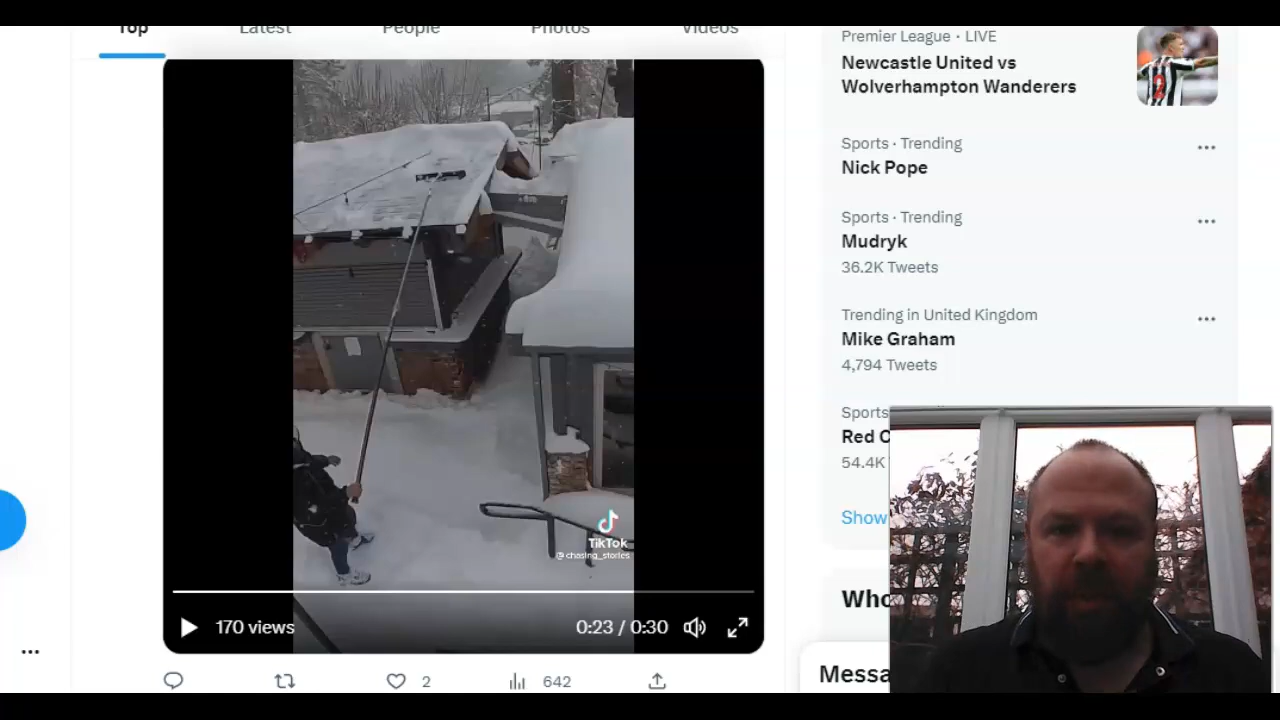 Top
Latest
People
Photos
Videos
TikTok
@chasing_stories
170 views
0:23 / 0:30
2
642
Premier League · LIVE
Newcastle United vs
Wolverhampton Wanderers
Sports · Trending
Nick Pope
Sports · Trending
Mudryk
36.2K Tweets
Trending in United Kingdom
Mike Graham
4,794 Tweets
Sports
Red C
54.4K
Show
Who
Messa